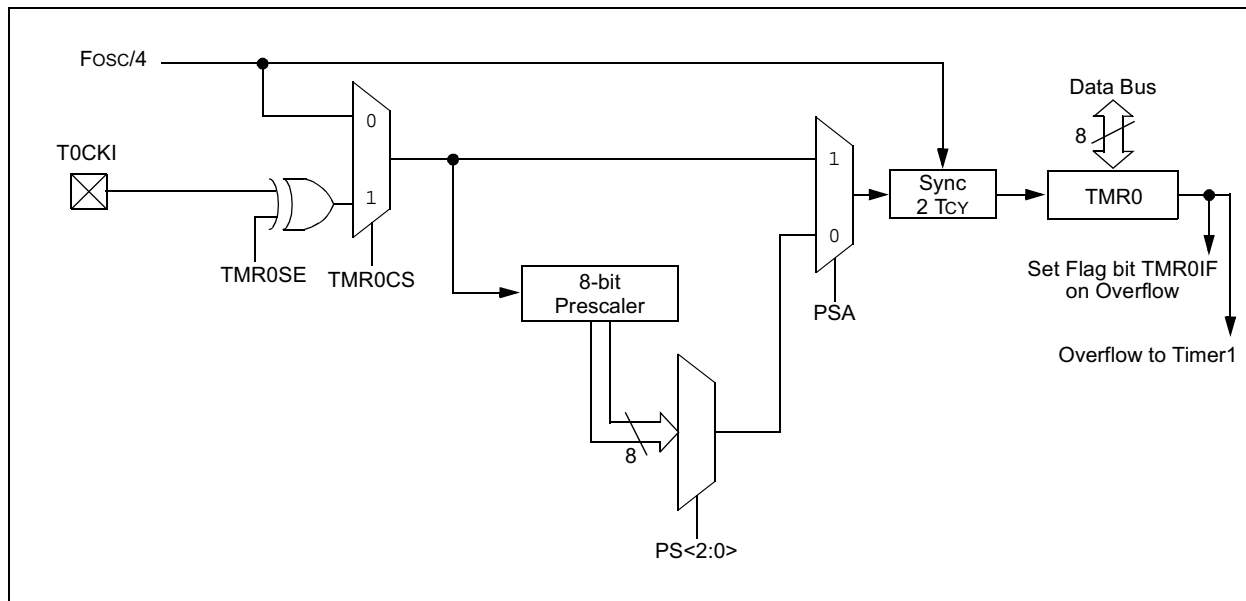 FOSC/4
Data Bus
8
0
T0CKI
1
1
Sync
2 TCY
TMR0
0
TMR0SE
TMR0CS
8-bit
Prescaler
Set Flag bit TMR0IF
on Overflow
PSA
Overflow to Timer1
8
PS<2:0>